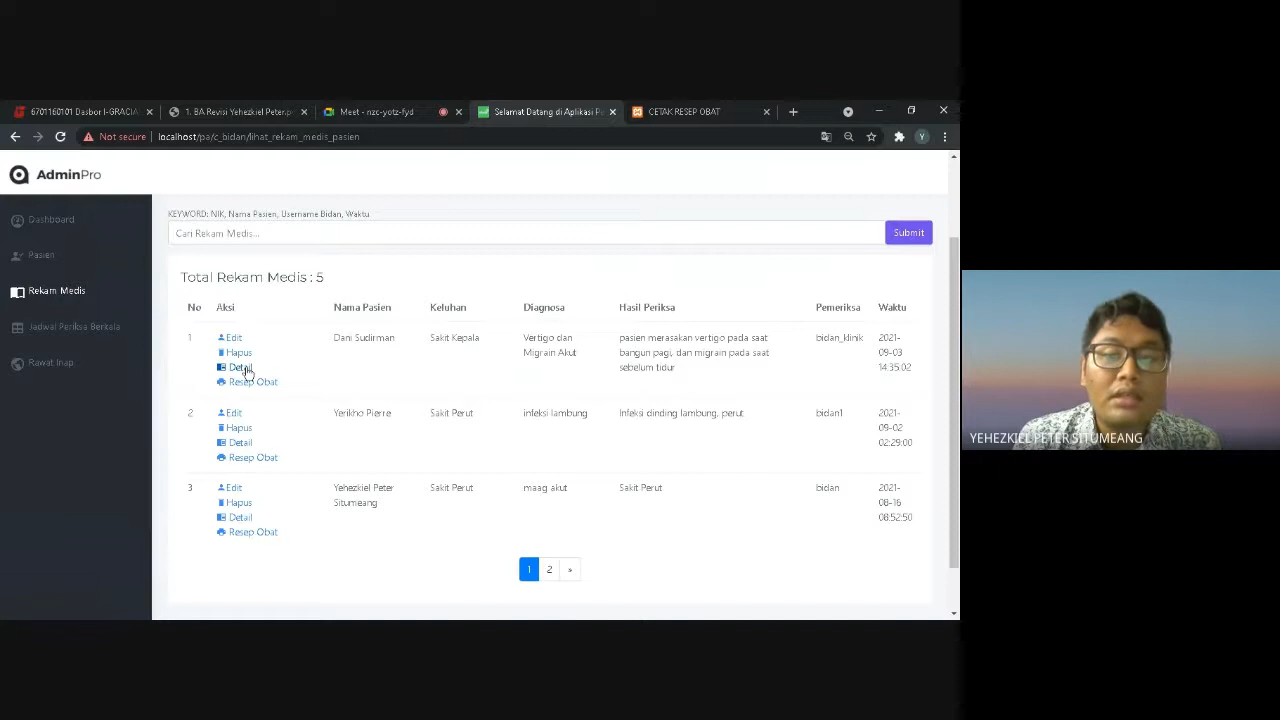 6701160101 Dasbor I-GRACIA
1. BA Revisi Yehezkiel Peter.p
Meet - nzc-yotz-fyd
Selamat Datang di Aplikasi P
CETAK RESEP OBAT
Not secure
localhost/pa/c_bidan/lihat_rekam_medis_pasien
Y
AdminPro
Dashboard
Pasien
Rekam Medis
Jadwal Periksa Berkala
Rawat Inap
KEYWORD: NIK, Nama Pasien, Username Bidan, Waktu
Cari Rekam Medis...
Submit
Total Rekam Medis : 5
No Aksi Nama Pasien Keluhan Diagnosa Hasil Periksa Pemeriksa Waktu
1 Edit Dani Sudirman Sakit Kepala Vertigo dan pasien merasakan vertigo pada saat bidan_klinik 2021-
Hapus Migrain Akut bangun pagi, dan migrain pada saat 09-03
Detail sebelum tidur 14:35:02
Resep Obat
2 Edit Yerikho Pierre Sakit Perut infeksi lambung Infeksi dinding lambung, perut bidan1 2021-
Hapus 09-02
Detail 02:29:00
Resep Obat
3 Edit Yehezkiel Peter Sakit Perut maag akut Sakit Perut bidan 2021-
Hapus Situmeang 08-16
Detail 08:52:50
Resep Obat
1 2 »
YEHEZKIEL PETER SITUMEANG